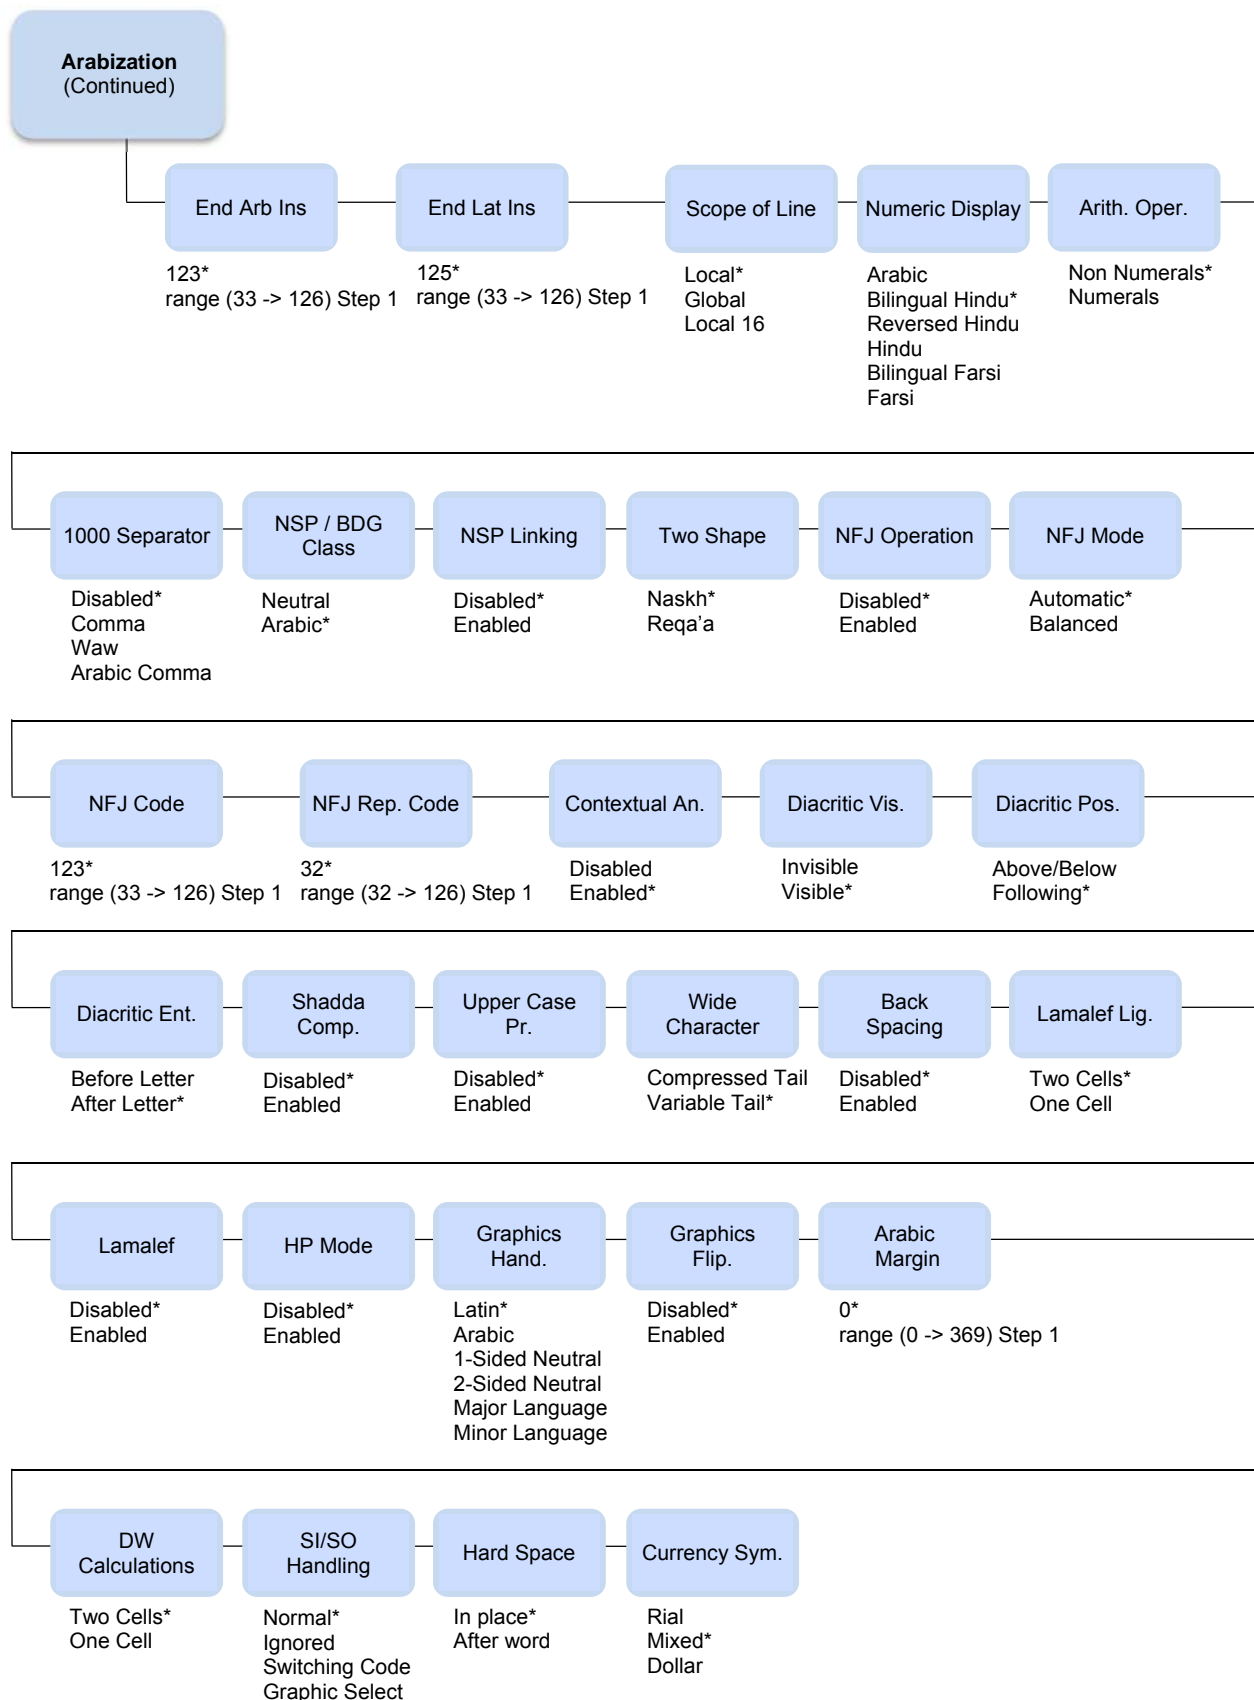 Arabization
(Continued)
End Arb Ins
123*
range (33 -> 126) Step 1
End Lat Ins
125*
range (33 -> 126) Step 1
Scope of Line
Local*
Global
Local 16
Numeric Display
Arabic
Bilingual Hindu*
Reversed Hindu
Hindu
Bilingual Farsi
Farsi
Arith. Oper.
Non Numerals*
Numerals
1000 Separator
Disabled*
Comma
Waw
Arabic Comma
NSP / BDG
Class
Neutral
Arabic*
NSP Linking
Disabled*
Enabled
Two Shape
Naskh*
Reqa’a
NFJ Operation
Disabled*
Enabled
NFJ Mode
Automatic*
Balanced
NFJ Code
123*
range (33 -> 126) Step 1
NFJ Rep. Code
32*
range (32 -> 126) Step 1
Contextual An.
Disabled
Enabled*
Diacritic Vis.
Invisible
Visible*
Diacritic Pos.
Above/Below
Following*
Diacritic Ent.
Before Letter
After Letter*
Shadda
Comp.
Disabled*
Enabled
Upper Case
Pr.
Disabled*
Enabled
Wide
Character
Compressed Tail
Variable Tail*
Back
Spacing
Disabled*
Enabled
Lamalef Lig.
Two Cells*
One Cell
Lamalef
Disabled*
Enabled
HP Mode
Disabled*
Enabled
Graphics
Hand.
Latin*
Arabic
1-Sided Neutral
2-Sided Neutral
Major Language
Minor Language
Graphics
Flip.
Disabled*
Enabled
Arabic
Margin
0*
range (0 -> 369) Step 1
DW
Calculations
Two Cells*
One Cell
SI/SO
Handling
Normal*
Ignored
Switching Code
Graphic Select
Hard Space
In place*
After word
Currency Sym.
Rial
Mixed*
Dollar